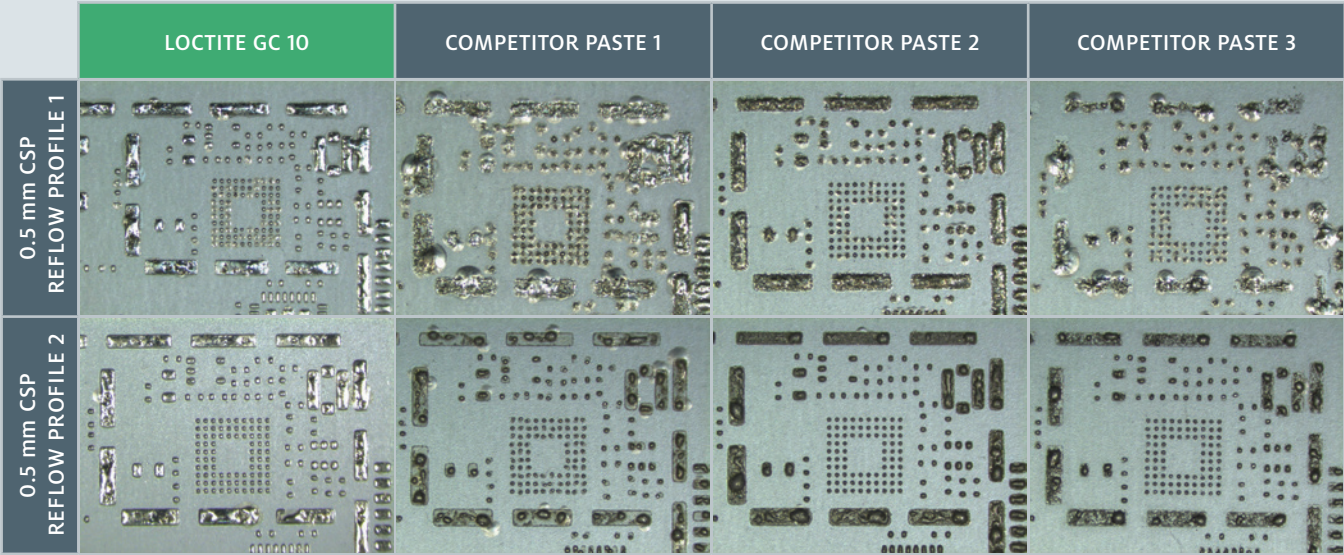 LOCTITE GC 10
COMPETITOR PASTE 1
COMPETITOR PASTE 2
COMPETITOR PASTE 3
0.5 mm CSP
REFLOW PROFILE 1
0.5 mm CSP
REFLOW PROFILE 2